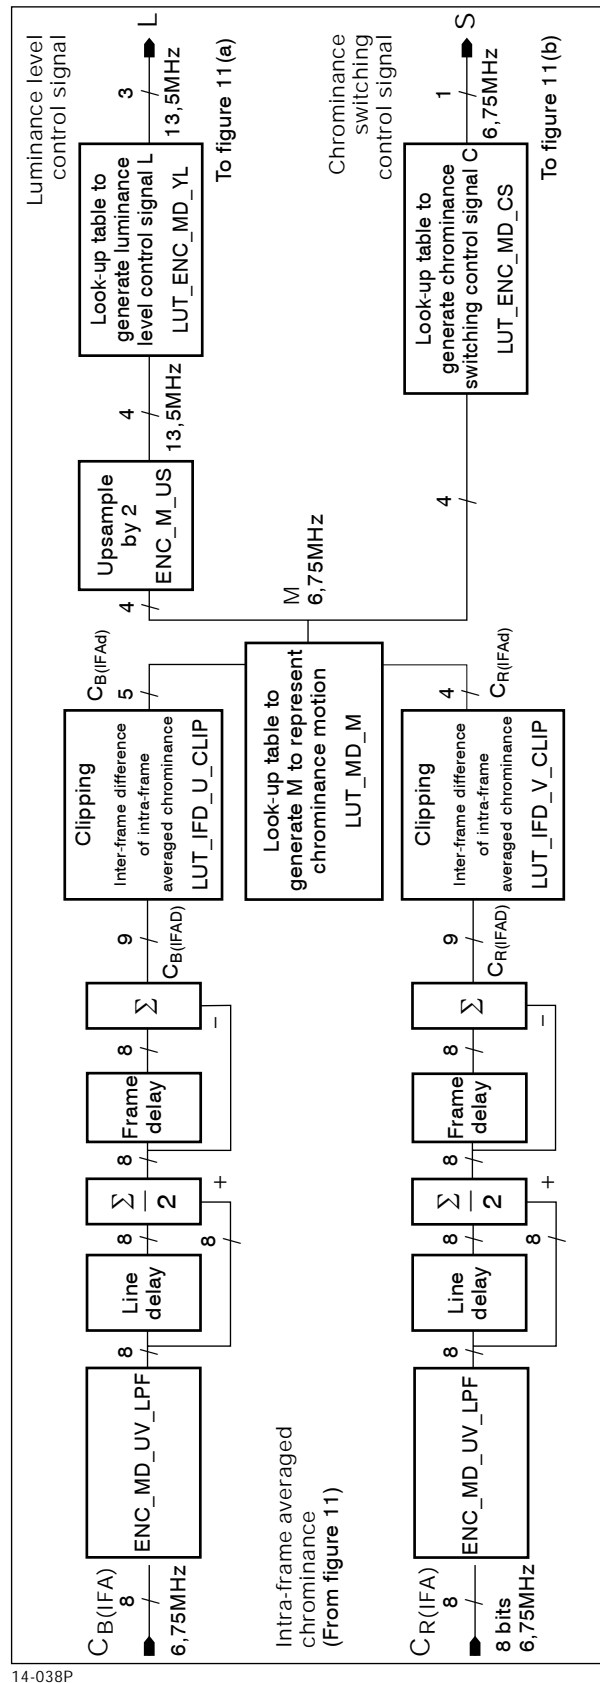 C_B(IFA)
8
6,75MHz
ENC_MD_UV_LPF
8
Line
delay
8
8
Σ
2
+
8
Frame
delay
8
Σ
−
9
C_B(IFAD)
Clipping
Inter-frame difference
of intra-frame
averaged chrominance
LUT_IFD_U_CLIP
5
C_B(IFAd)
4
Upsample
by 2
ENC_M_US
4
13,5MHz
Look-up table to
generate luminance
level control signal L
LUT_ENC_MD_YL
3
13,5MHz
L
Luminance level
control signal
To figure 11(a)
Intra-frame averaged
chrominance
(From figure 11)
Look-up table to
generate M to represent
chrominance motion
LUT_MD_M
M
6,75MHz
C_R(IFA)
8
8 bits
6,75MHz
ENC_MD_UV_LPF
8
Line
delay
8
8
Σ
2
+
8
Frame
delay
8
Σ
−
9
C_R(IFAD)
Clipping
Inter-frame difference
of intra-frame
averaged chrominance
LUT_IFD_V_CLIP
4
C_R(IFAd)
4
Look-up table to
generate chrominance
switching control signal C
LUT_ENC_MD_CS
1
6,75MHz
S
Chrominance
switching
control signal
To figure 11(b)
14-038P